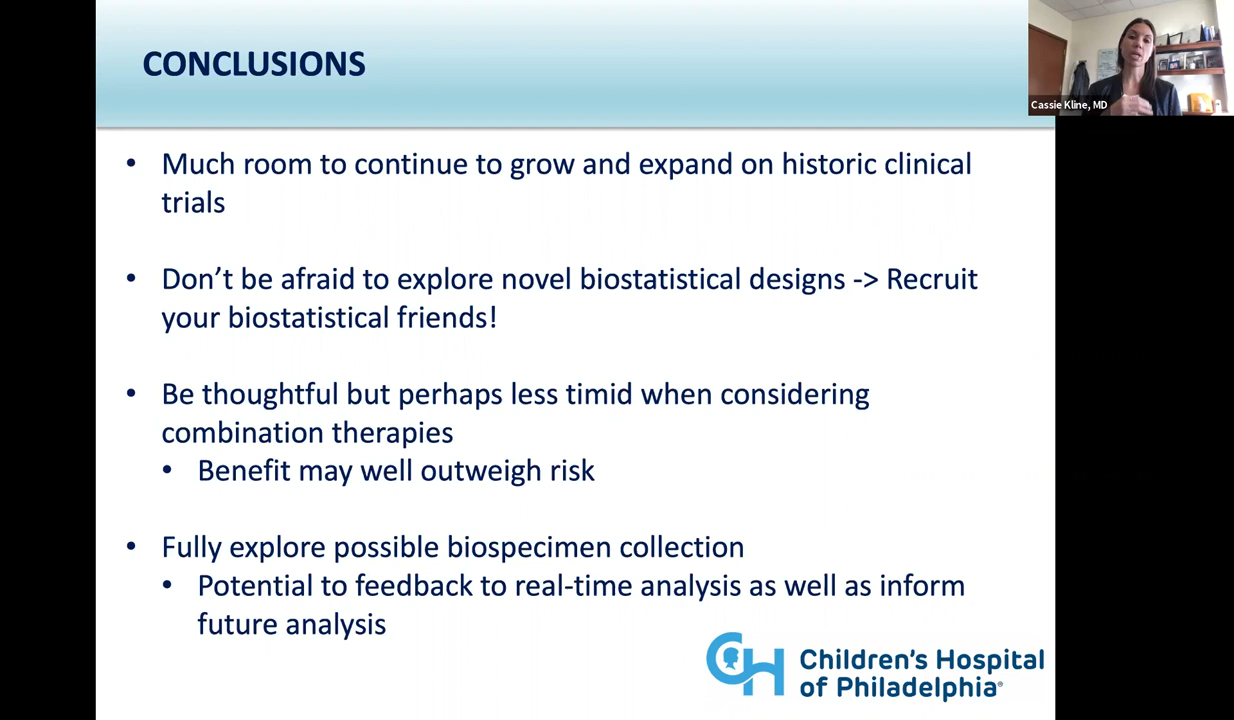 CONCLUSIONS
Cassie Kline, MD
• Much room to continue to grow and expand on historic clinical
trials
• Don’t be afraid to explore novel biostatistical designs -> Recruit
your biostatistical friends!
• Be thoughtful but perhaps less timid when considering
combination therapies
• Benefit may well outweigh risk
• Fully explore possible biospecimen collection
• Potential to feedback to real-time analysis as well as inform
future analysis
CH Children's Hospital
of Philadelphia®